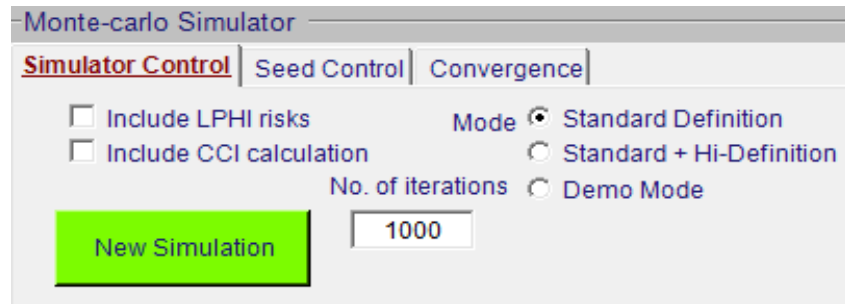 Monte-carlo Simulator
Simulator Control Seed Control Convergence
Include LPHI risks Mode Standard Definition
Include CCI calculation Standard + Hi-Definition
No. of iterations Demo Mode
New Simulation 1000